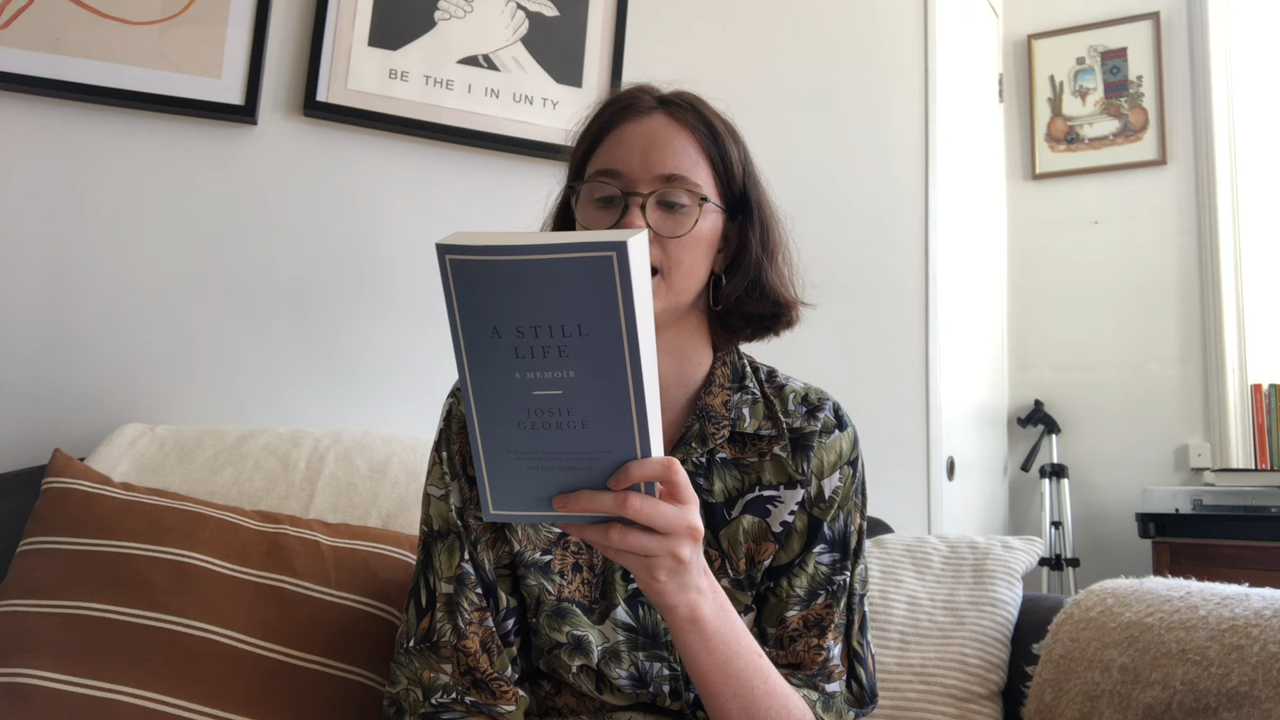 BE THE I IN UN TY
A STILL
LIFE
A MEMOIR
JOSIE
GEORGE